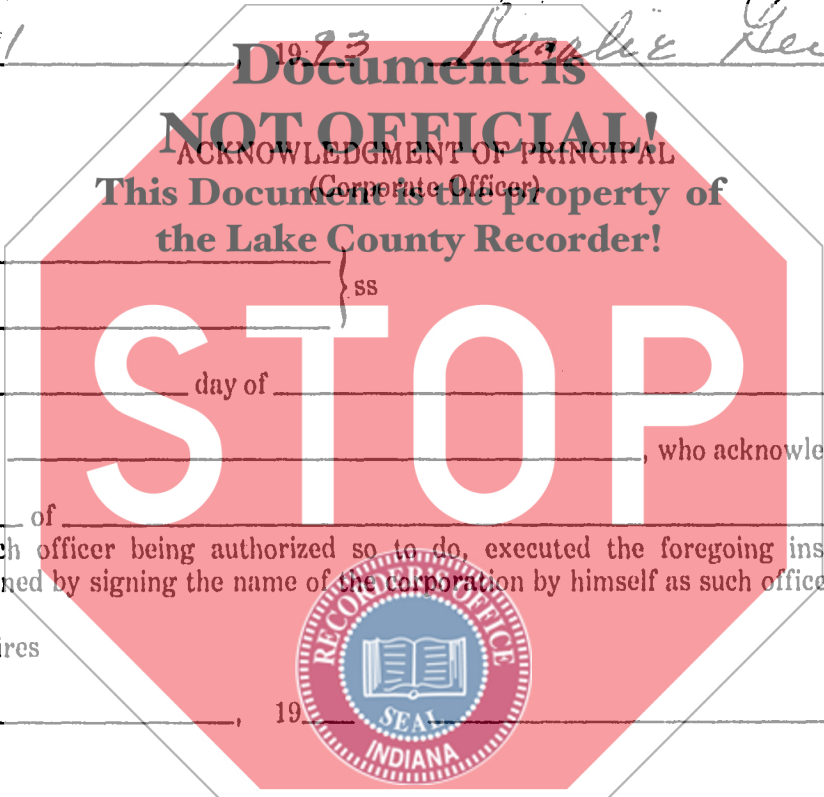 1 , 1993 Rosalie
Document is
NOT OFFICIAL!
ACKNOWLEDGMENT OF PRINCIPAL
(Corporate Officer)
This Document is the property of
the Lake County Recorder!
ss
STOP
day of
, who acknowle
of
ch officer being authorized so to do, executed the foregoing ins
ned by signing the name of the corporation by himself as such office
ires
, 19
RECORDER'S OFFICE
SEAL
INDIANA